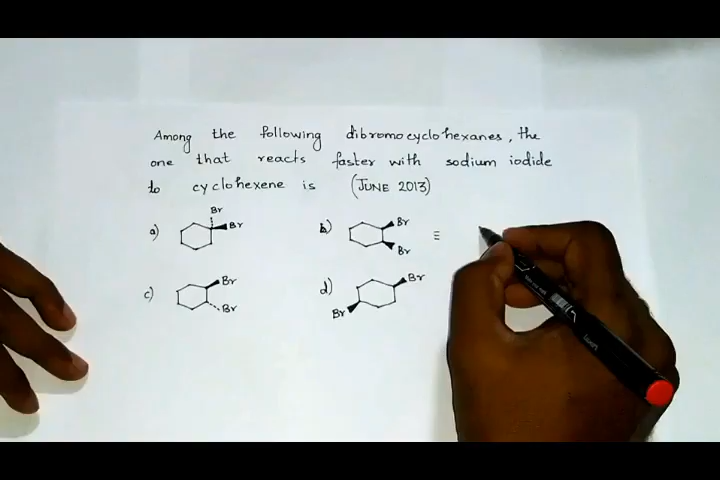 Among the following dibromocyclohexanes, the
one that reacts faster with sodium iodide
to cyclohexene is (JUNE 2013)
a) Br Br
b) Br Br ≡
c) Br Br
d) Br Br